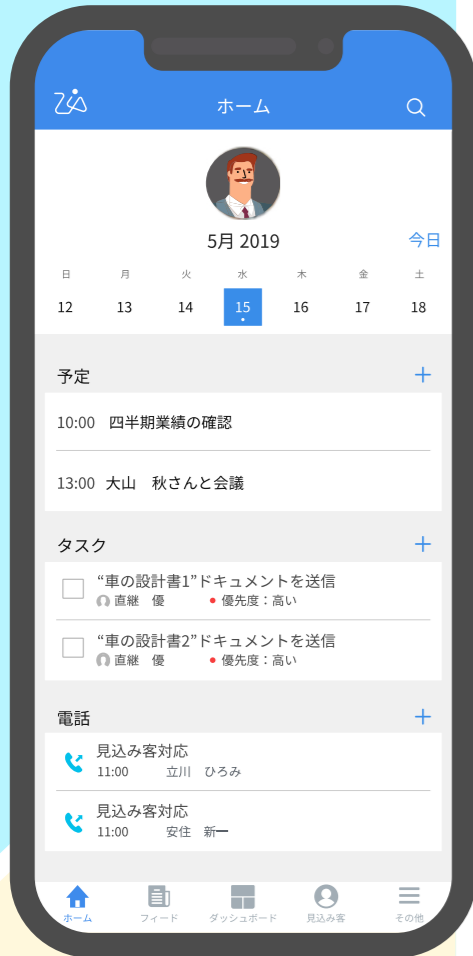 ZIA
ホーム
5月 2019
今日
日 月 火 水 木 金 土
12 13 14 15 16 17 18
予定
10:00 四半期業績の確認
13:00 大山 秋さんと会議
タスク
“車の設計書1”ドキュメントを送信
直継 優 優先度：高い
“車の設計書2”ドキュメントを送信
直継 優 優先度：高い
電話
見込み客対応
11:00 立川 ひろみ
見込み客対応
11:00 安住 新一
ホーム フィード ダッシュボード 見込み客 その他